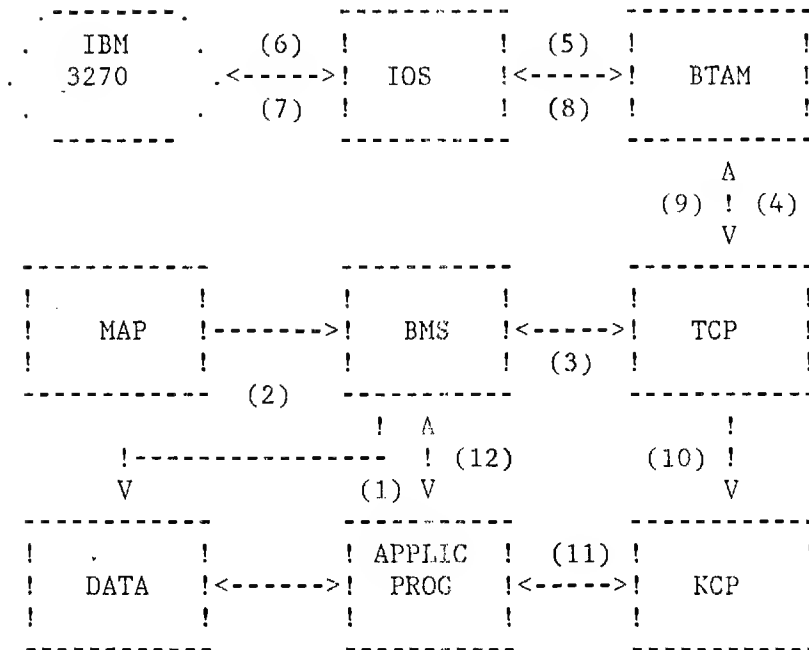 IBM (6) (5)
3270 IOS BTAM
(7) (8)
(9) (4)
MAP BMS TCP
(3)
(2)
(12) (10)
(1)
APPLIC (11)
DATA PROG KCP